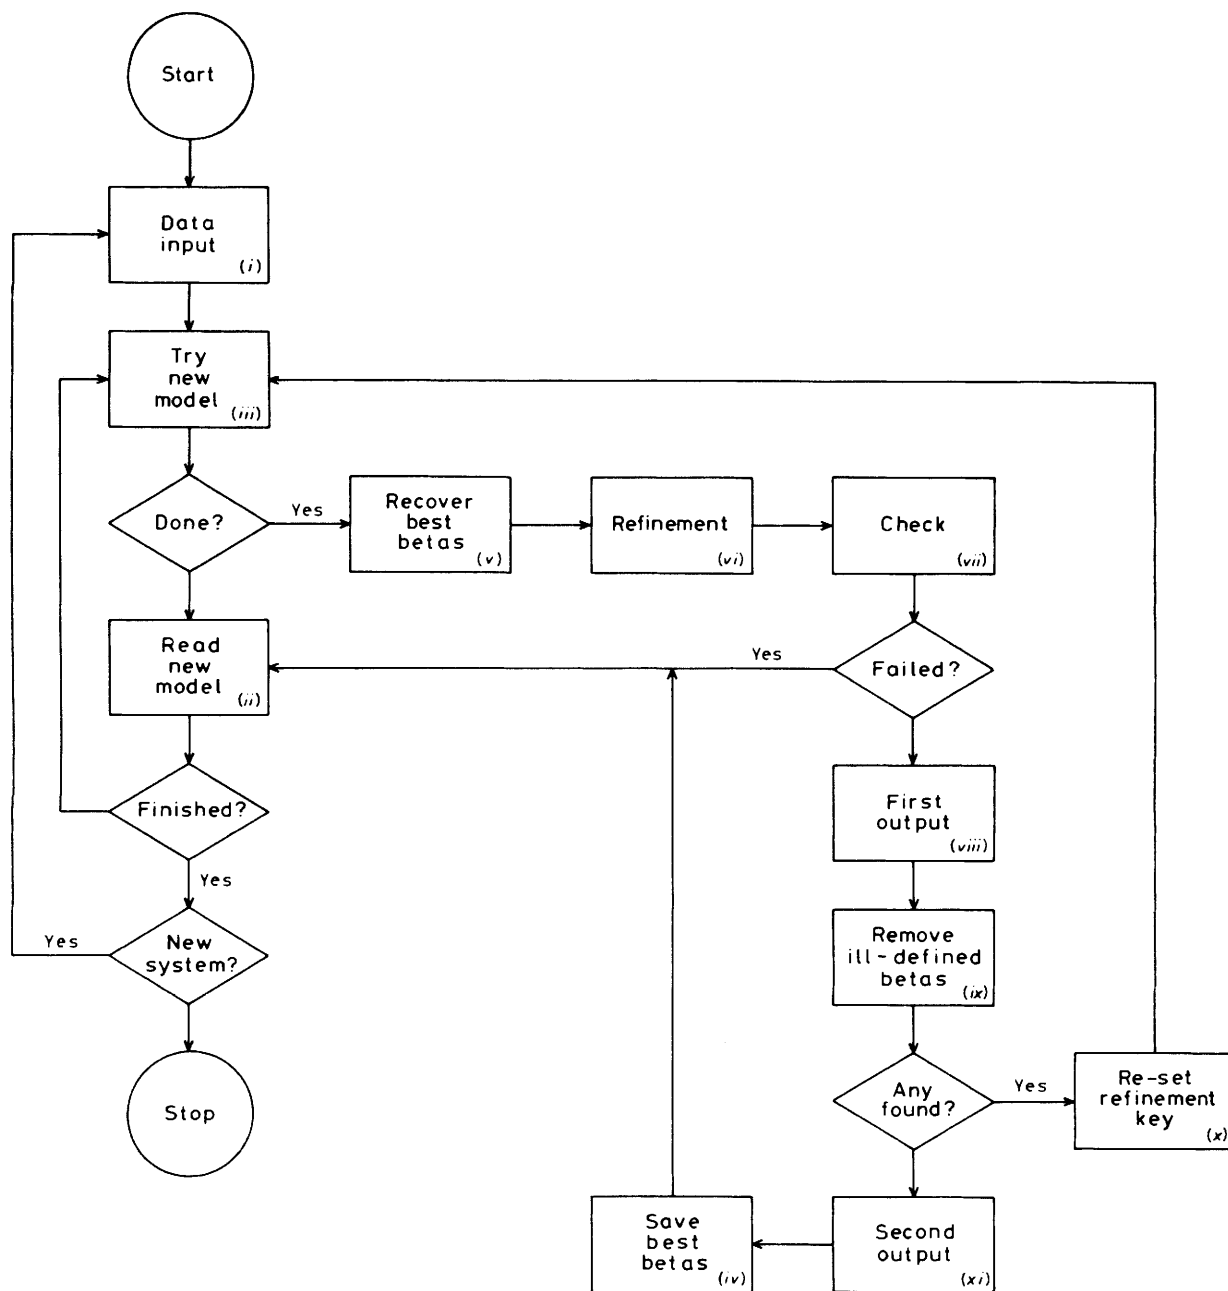 Start
Data
input
(i)
Try
new
model
(iii)
Done?
Yes
Recover
best
betas
(v)
Refinement
(vi)
Check
(vii)
Read
new
model
(ii)
Yes
Failed?
Finished?
Yes
First
output
(viii)
New
system?
Yes
Remove
ill-defined
betas
(ix)
Stop
Any
found?
Yes
Re-set
refinement
key
(x)
Save
best
betas
(iv)
Second
output
(xi)